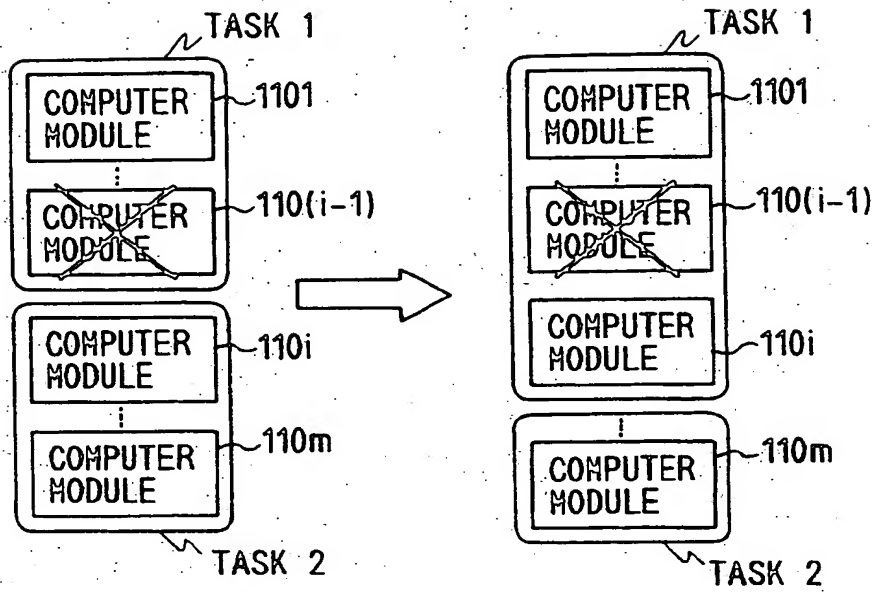 TASK 1
COMPUTER
MODULE
1101
COMPUTER
MODULE
110(i-1)
COMPUTER
MODULE
110i
COMPUTER
MODULE
110m
TASK 2
TASK 1
COMPUTER
MODULE
1101
COMPUTER
MODULE
110(i-1)
COMPUTER
MODULE
110i
COMPUTER
MODULE
110m
TASK 2